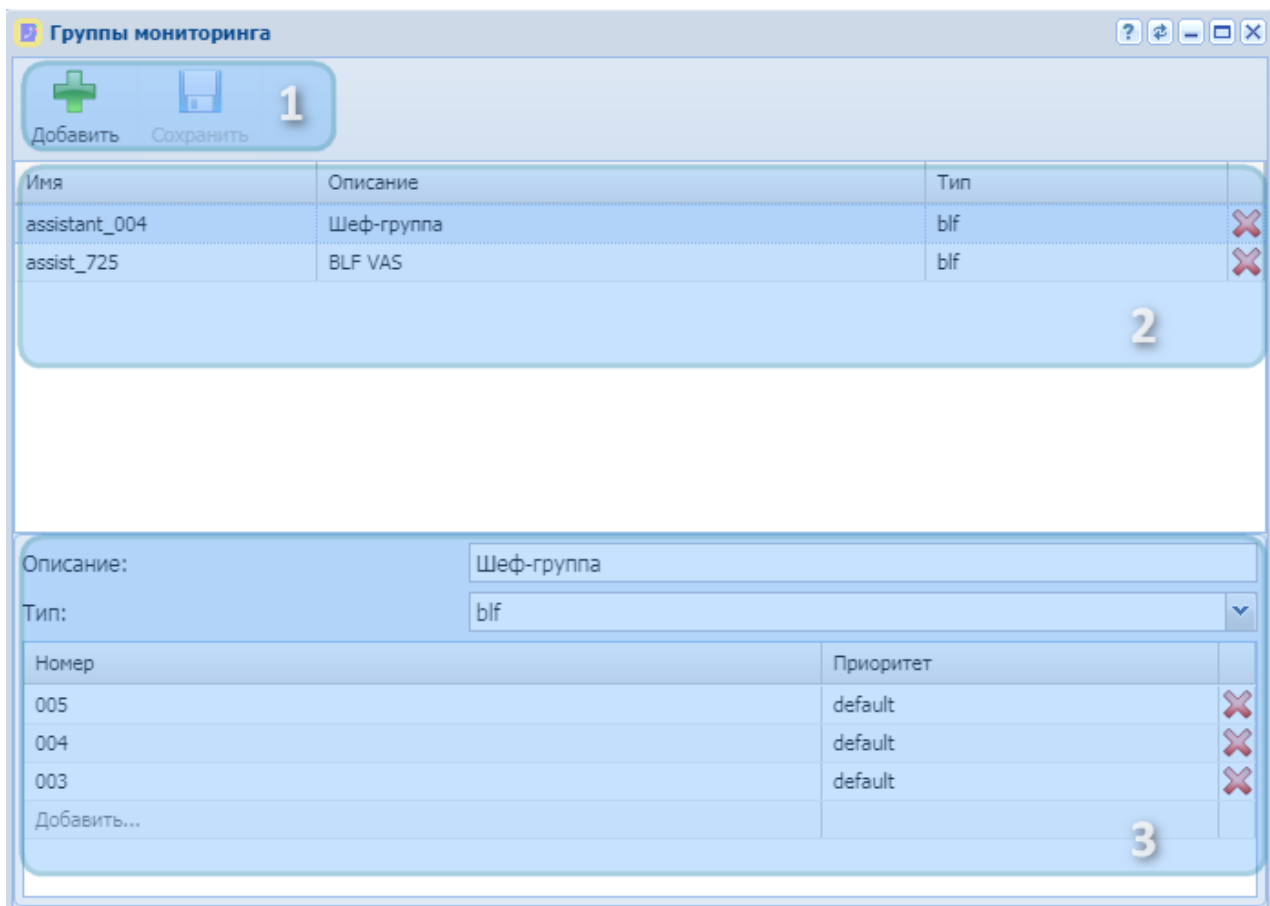 Группы мониторинга
?
Добавить Сохранить 1
Имя Описание Тип
assistant_004 Шеф-группа blf
assist_725 BLF VAS blf
2
Описание: Шеф-группа
Тип: blf
Номер Приоритет
005 default
004 default
003 default
Добавить...
3